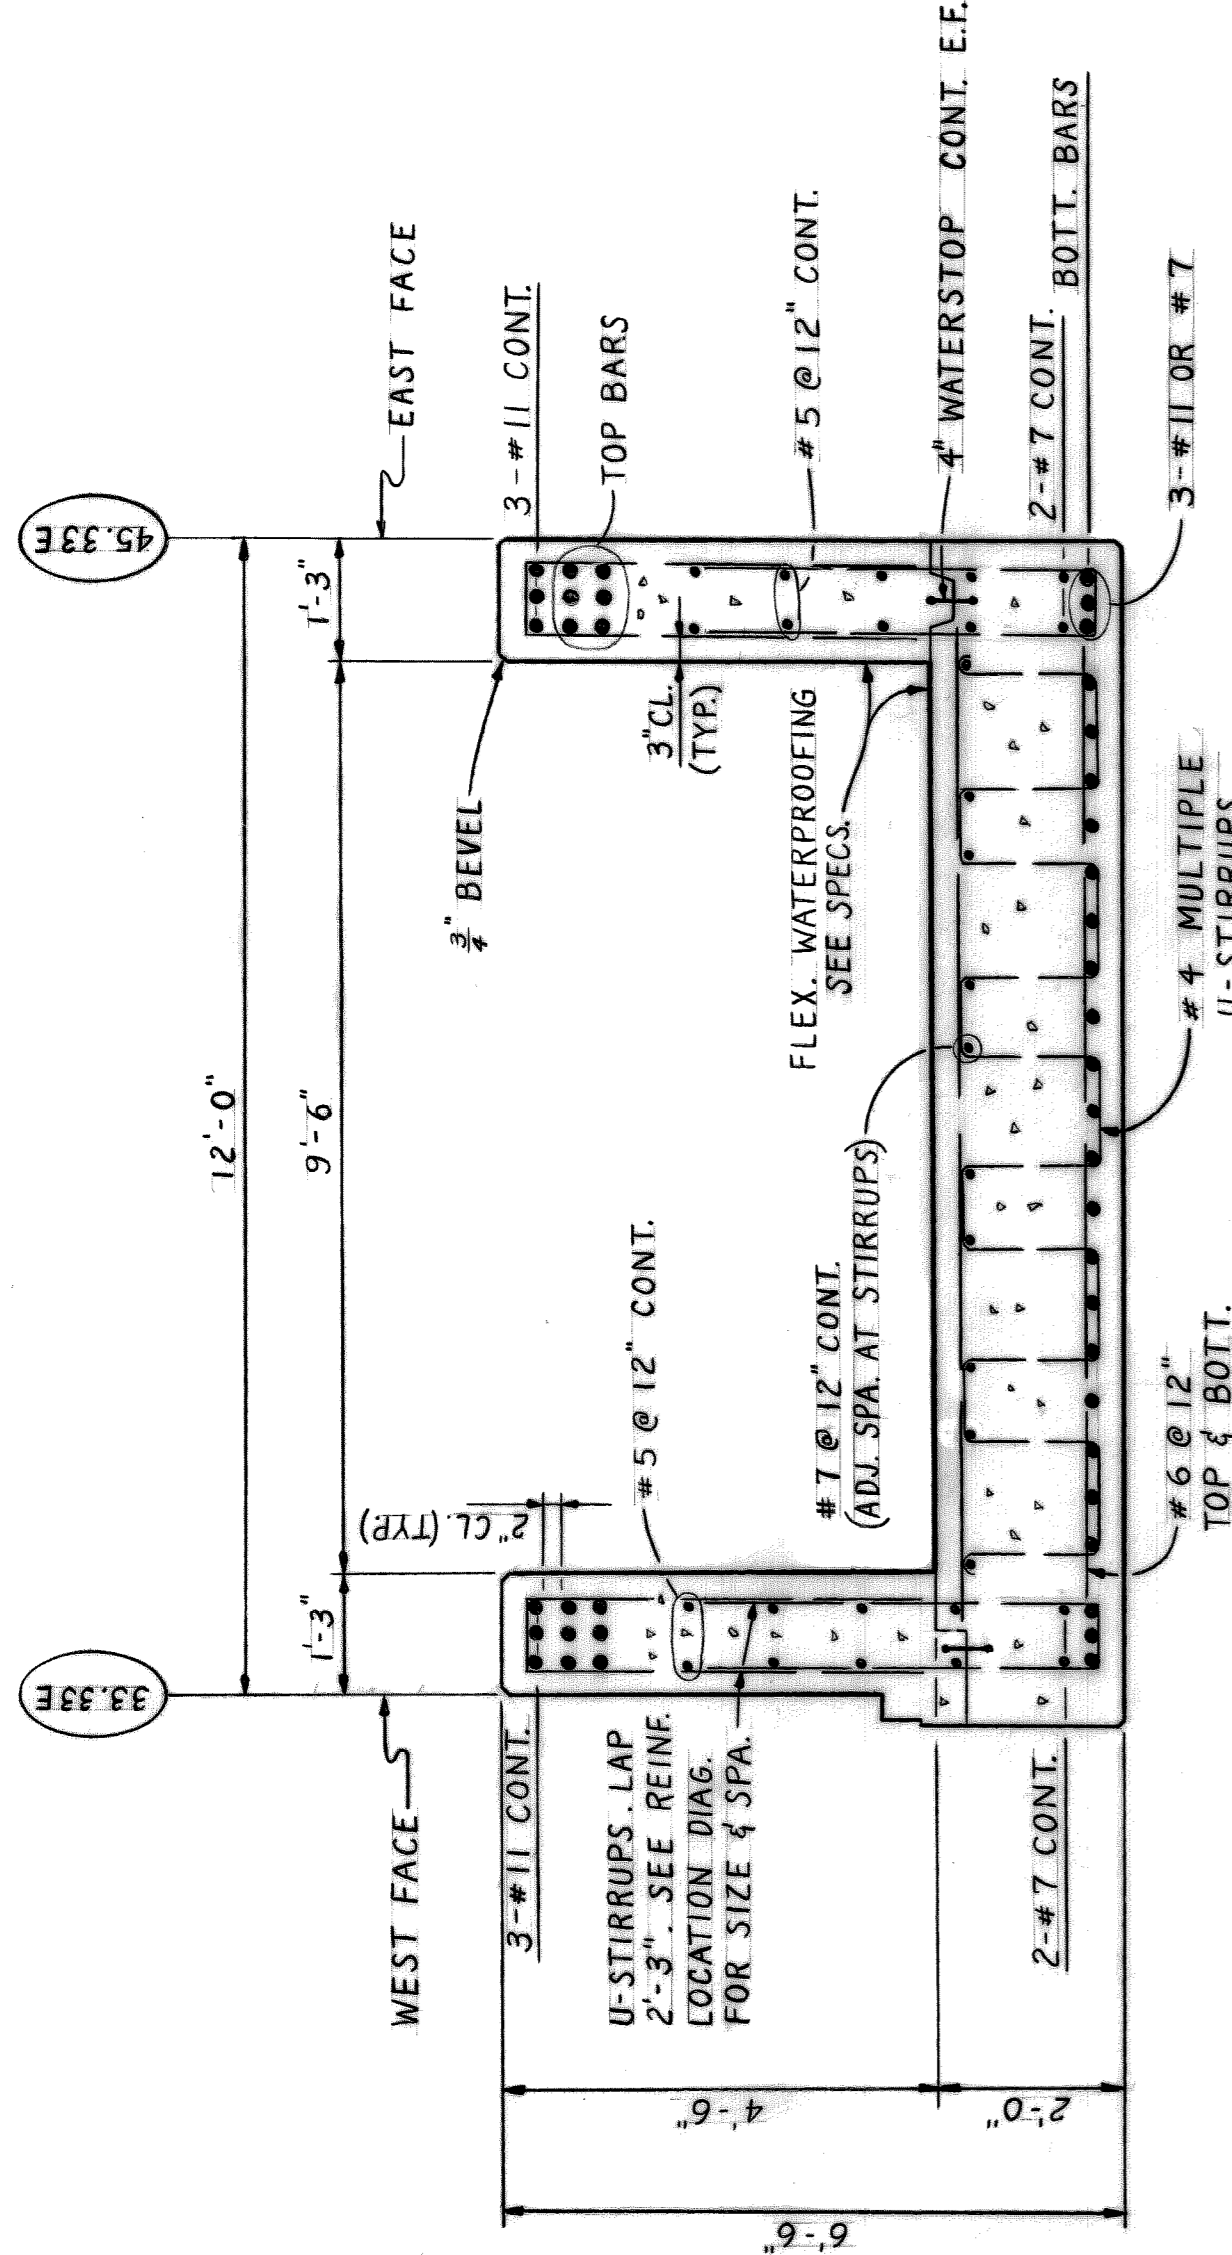 33.33E
45.33E
12'-0"
1'-3"
9'-6"
1'-3"
WEST FACE
EAST FACE
3/4" BEVEL
2" CL. (TYP.)
3-#11 CONT.
3-#11 CONT.
TOP BARS
U-STIRRUPS. LAP
2'-3". SEE REINF.
LOCATION DIAG.
FOR SIZE & SPA.
#5 @ 12" CONT.
3" CL.
(TYP.)
#5 @ 12" CONT.
FLEX. WATERPROOFING
SEE SPECS.
#7 @ 12" CONT.
(ADJ. SPA. AT STIRRUPS)
4" WATERSTOP CONT. E.F.
2-#7 CONT.
2-#7 CONT.
BOTT. BARS
3-#11 OR #7
#6 @ 12"
TOP & BOTT.
#4 MULTIPLE
U-STIRRUPS
4'-6"
2'-0"
6'-6"